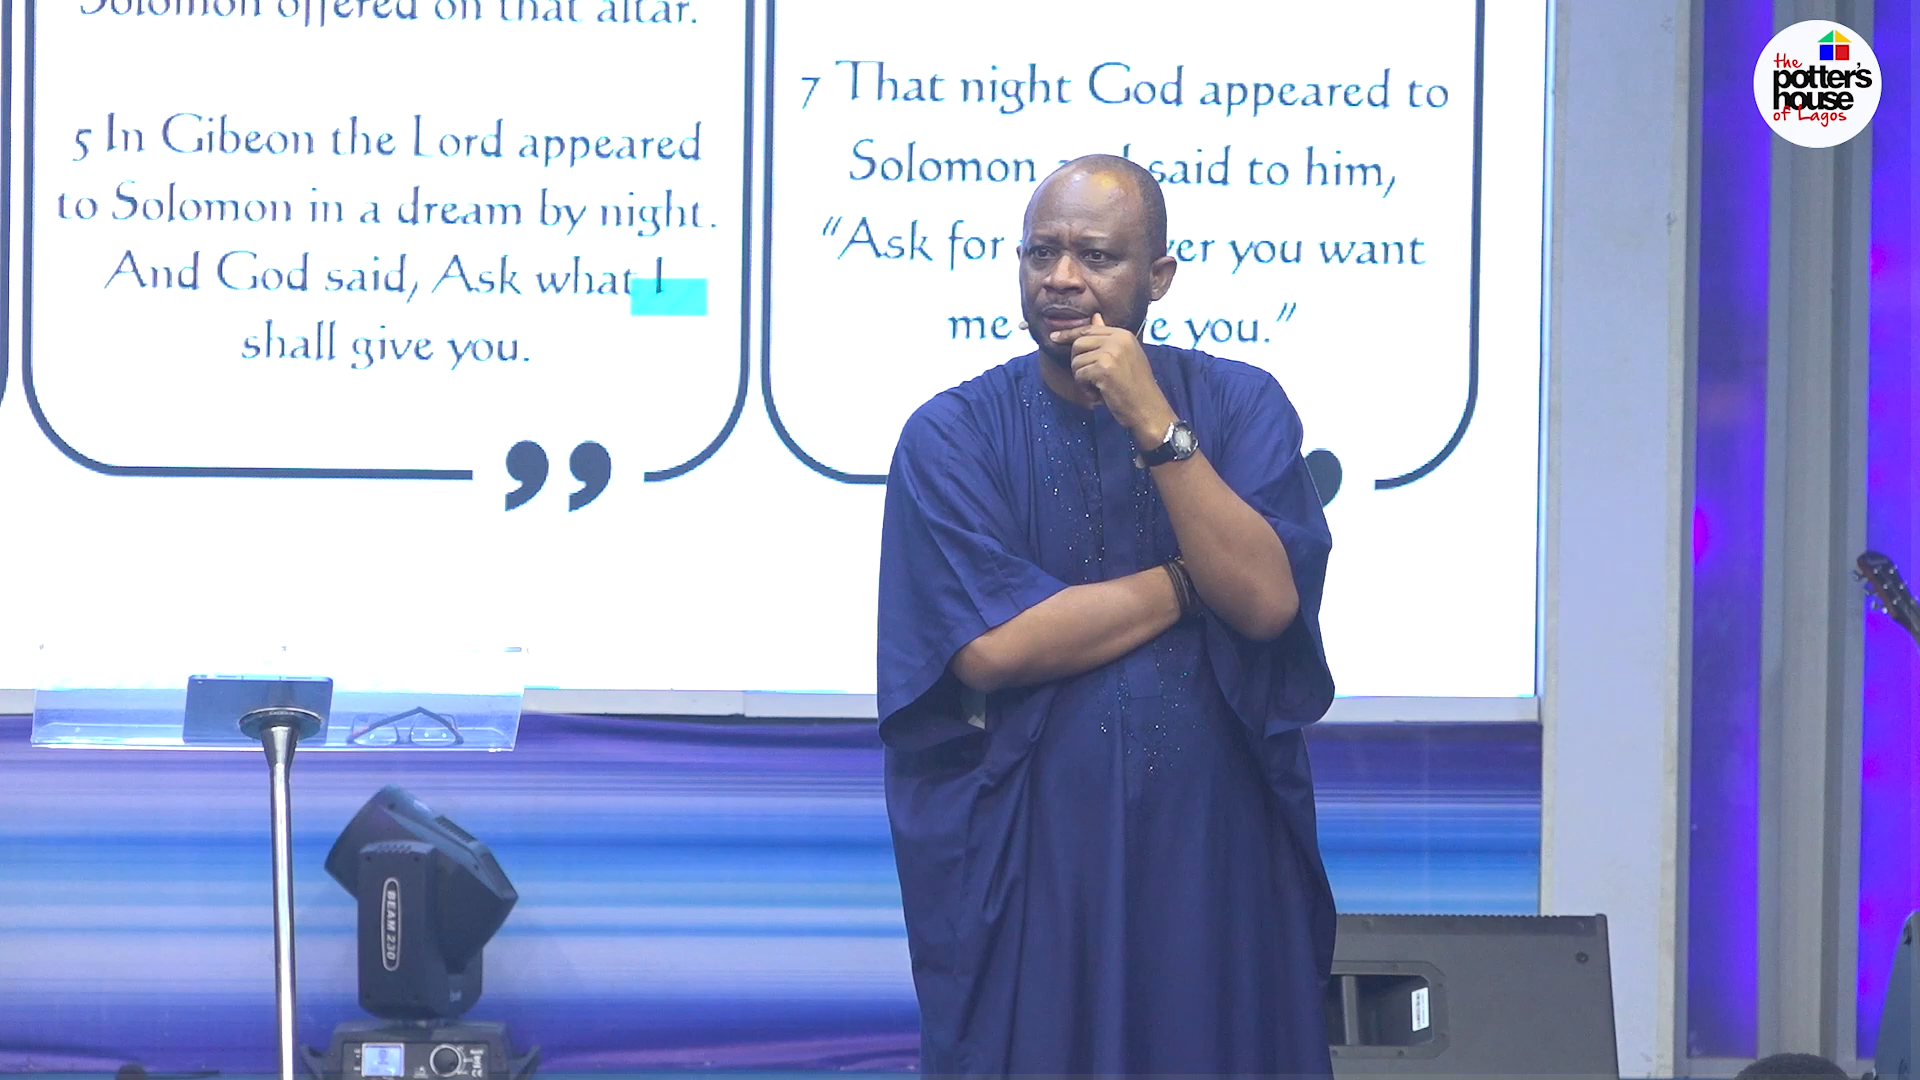 Solomon offered on that altar.
5 In Gibeon the Lord appeared
to Solomon in a dream by night.
And God said, Ask what I
shall give you.
7 That night God appeared to
Solomon said to him,
“Ask for you want
me you.”
the
potter's
house
of Lagos
BEAM 230